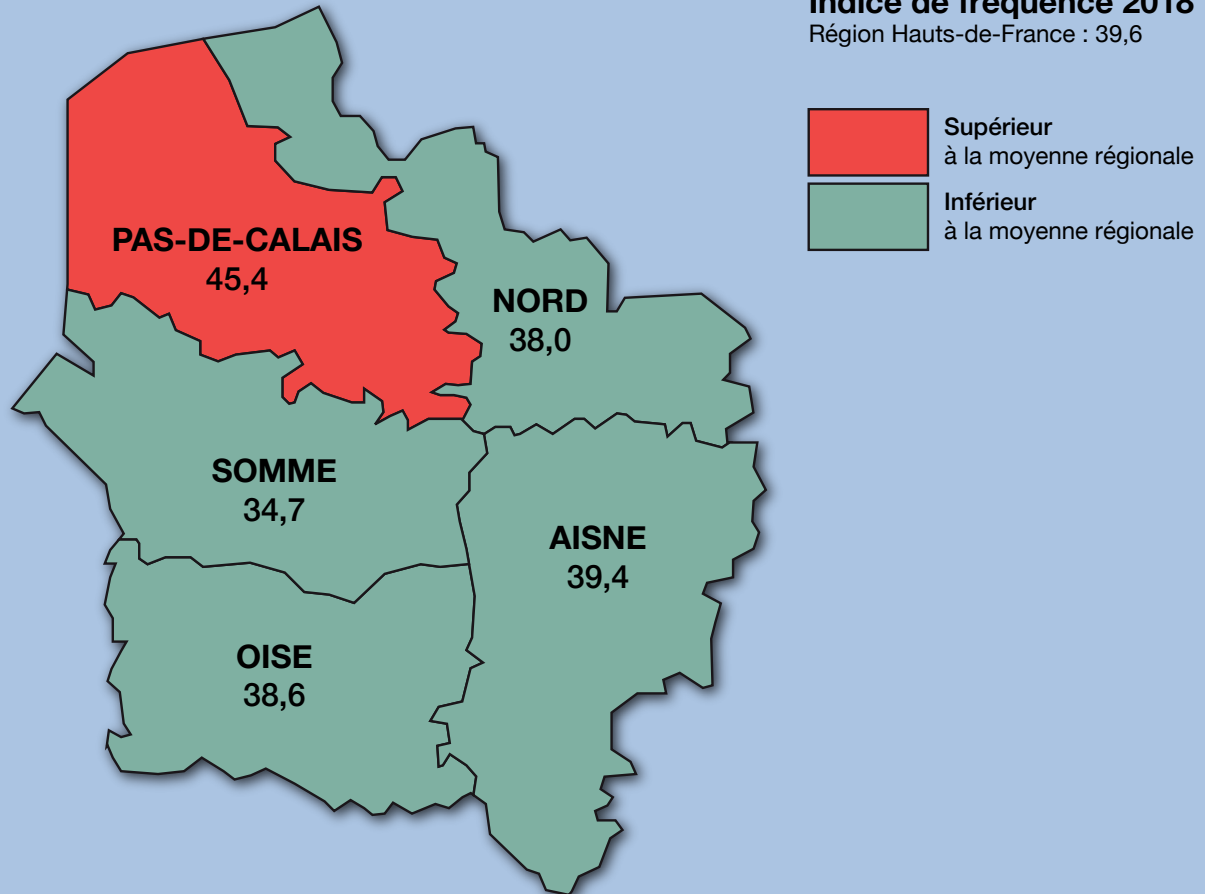 Indice de fréquence 2018
Région Hauts-de-France : 39,6
Supérieur
à la moyenne régionale
Inférieur
à la moyenne régionale
PAS-DE-CALAIS
45,4
NORD
38,0
SOMME
34,7
AISNE
39,4
OISE
38,6